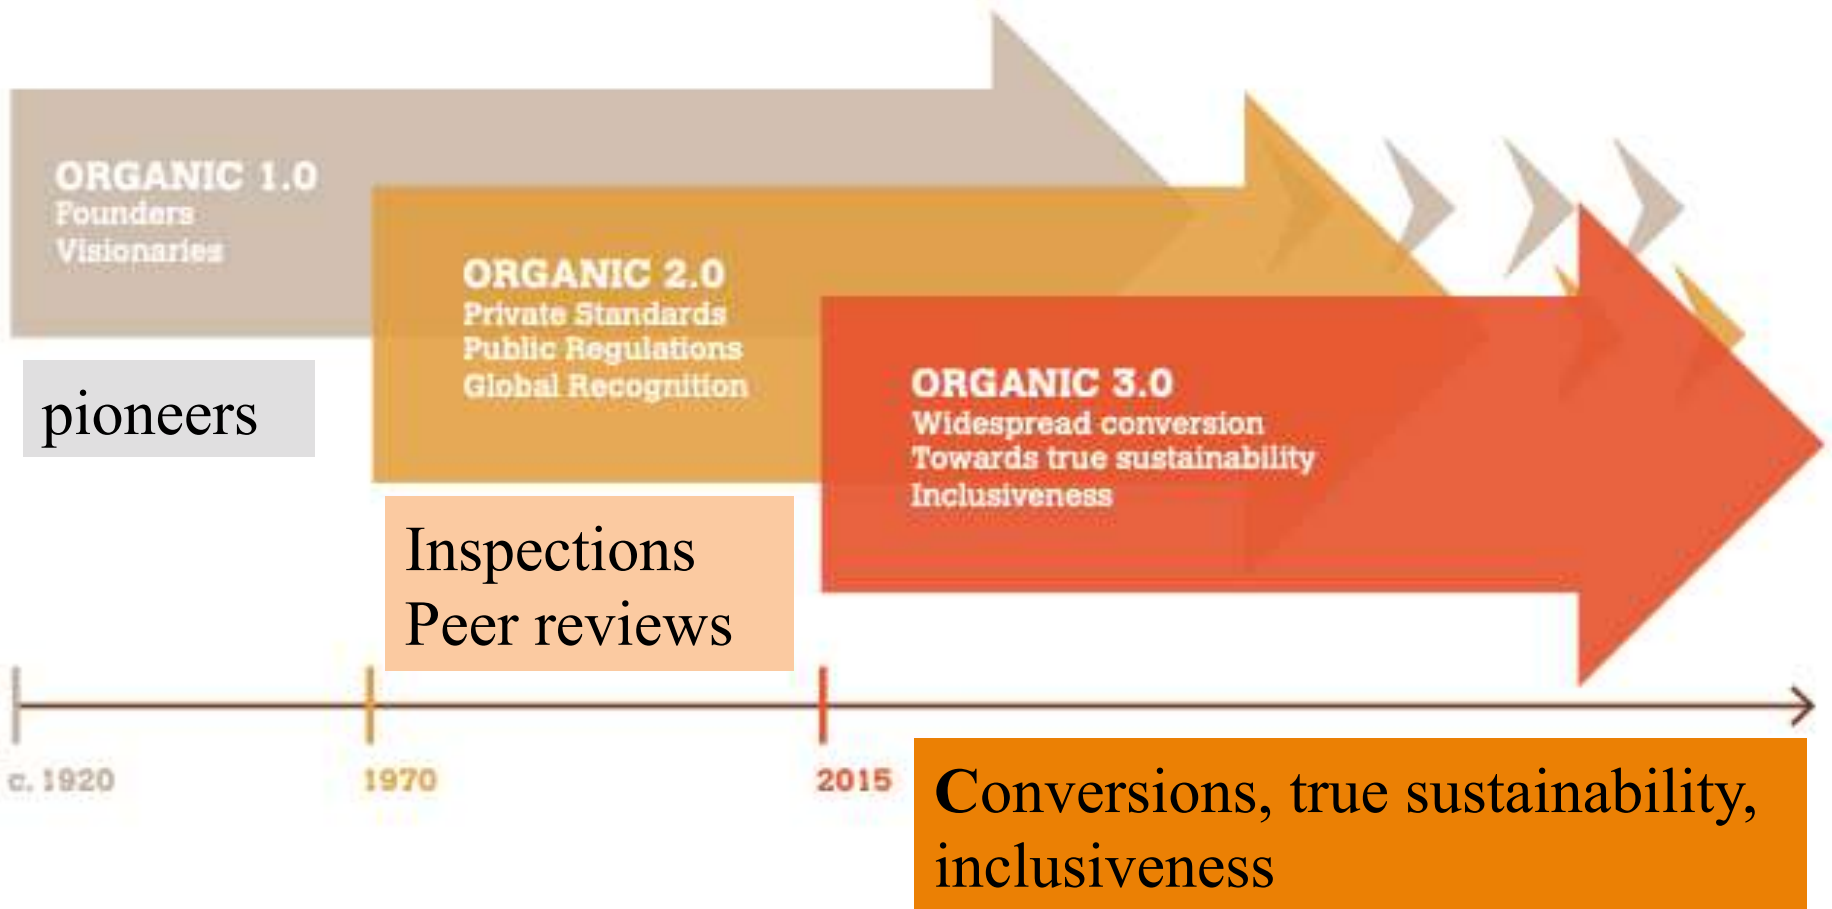 ORGANIC 1.0
Founders
Visionaries
pioneers
ORGANIC 2.0
Private Standards
Public Regulations
Global Recognition
Inspections
Peer reviews
ORGANIC 3.0
Widespread conversion
Towards true sustainability
Inclusiveness
c. 1920
1970
2015
Conversions, true sustainability,
inclusiveness